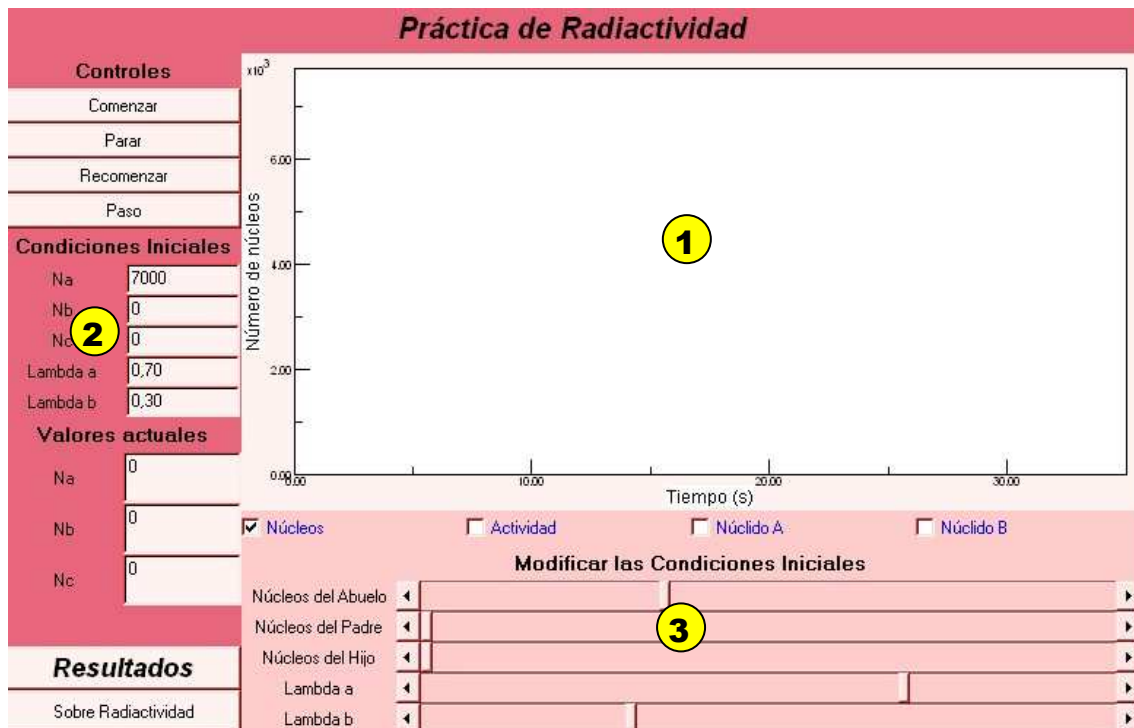 Práctica de Radiactividad
Controles
Comenzar
Parar
Recomenzar
Paso
Condiciones Iniciales
Na 7000
Nb 0
Nc 0
Lambda a 0,70
Lambda b 0,30
Valores actuales
Na 0
Nb 0
Nc 0
Resultados
Sobre Radiactividad
x10³
6.00
4.00
2.00
0.00
Número de núcleos
0.00 10.00 20.00 30.00
Tiempo (s)
1
2
Núcleos Actividad Núclido A Núclido B
Modificar las Condiciones Iniciales
Núcleos del Abuelo
Núcleos del Padre
3
Núcleos del Hijo
Lambda a
Lambda b